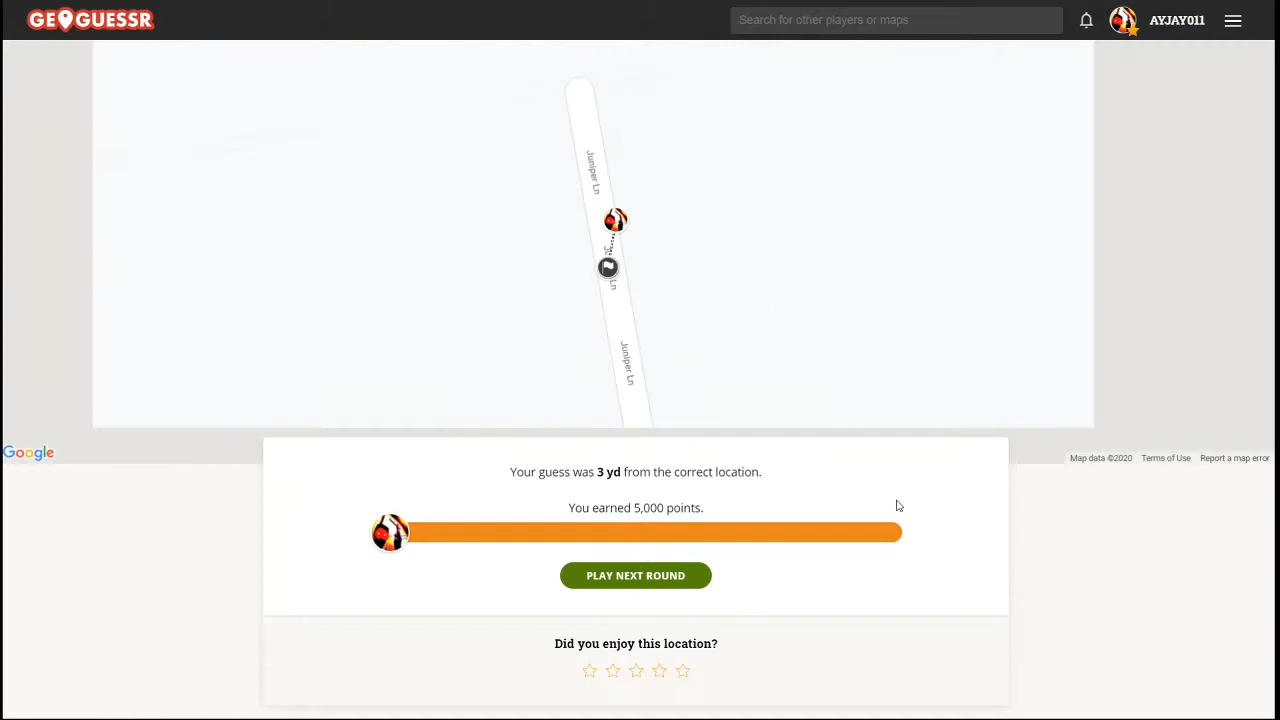 GEOGUESSR
Search for other players or maps
AYJAY011
Juniper Ln
Ju Ln
Juniper Ln
Google
Map data ©2020 Terms of Use Report a map error
Your guess was 3 yd from the correct location.
You earned 5,000 points.
PLAY NEXT ROUND
Did you enjoy this location?